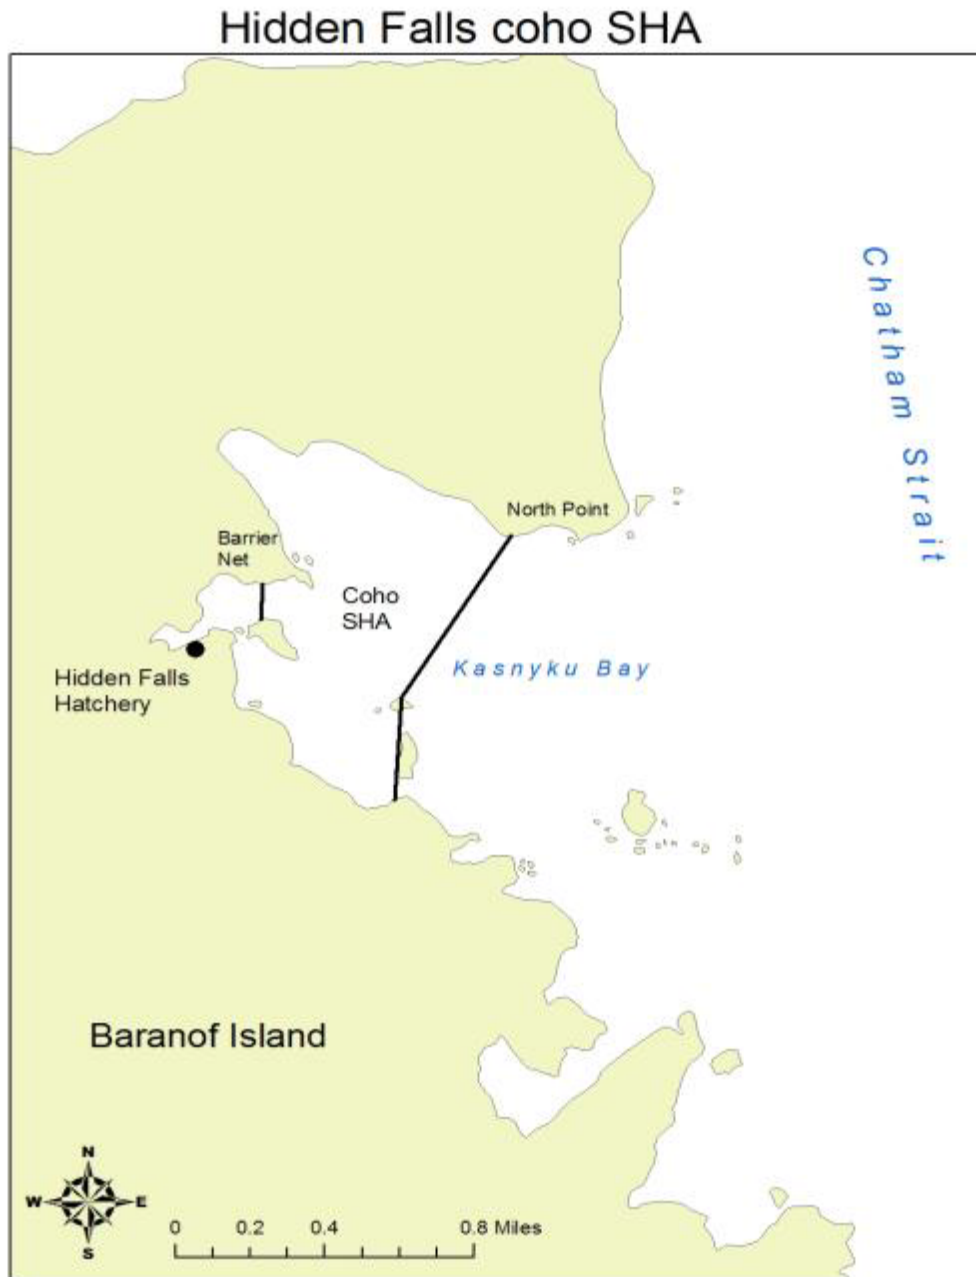 Hidden Falls coho SHA
Chatham Strait
North Point
Barrier
Net
Coho
SHA
Kasnyku Bay
Hidden Falls
Hatchery
Baranof Island
N
W E
S
0 0.2 0.4 0.8 Miles